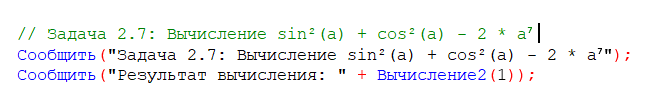 // Задача 2.7: Вычисление sin²(a) + cos²(a) - 2 * a⁷
Сообщить("Задача 2.7: Вычисление sin²(a) + cos²(a) - 2 * a⁷");
Сообщить("Результат вычисления: " + Вычисление2(1));